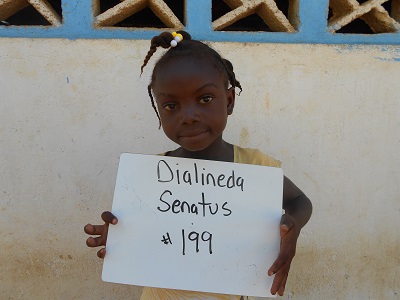 Dialineda
Senatus
# 199